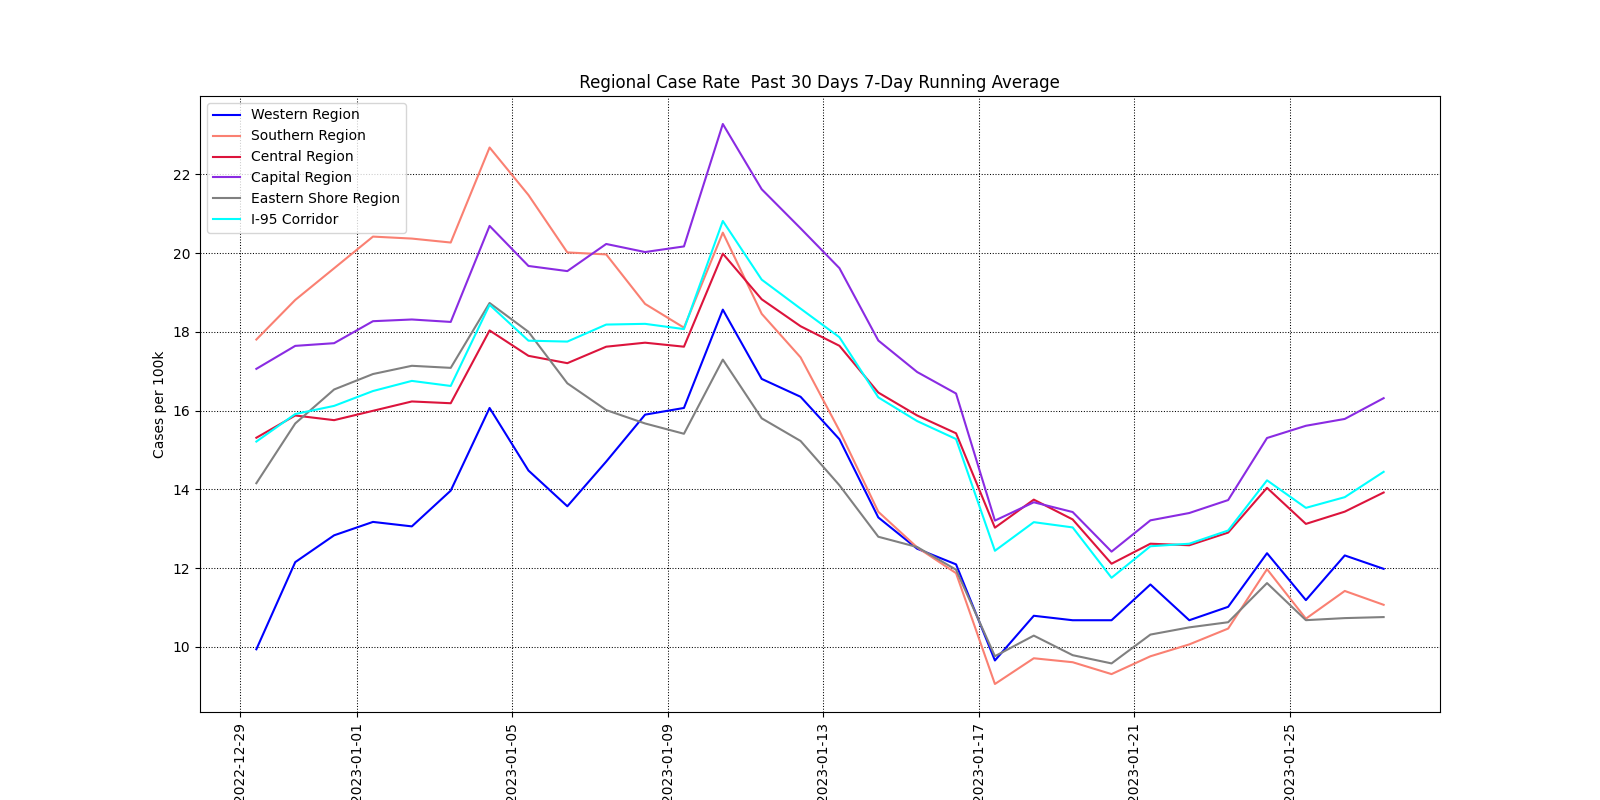 Regional Case Rate  Past 30 Days 7-Day Running Average
Western Region
Southern Region
Central Region
Capital Region
Eastern Shore Region
I-95 Corridor
Cases per 100k
22
20
18
16
14
12
10
2022-12-29
2023-01-01
2023-01-05
2023-01-09
2023-01-13
2023-01-17
2023-01-21
2023-01-25